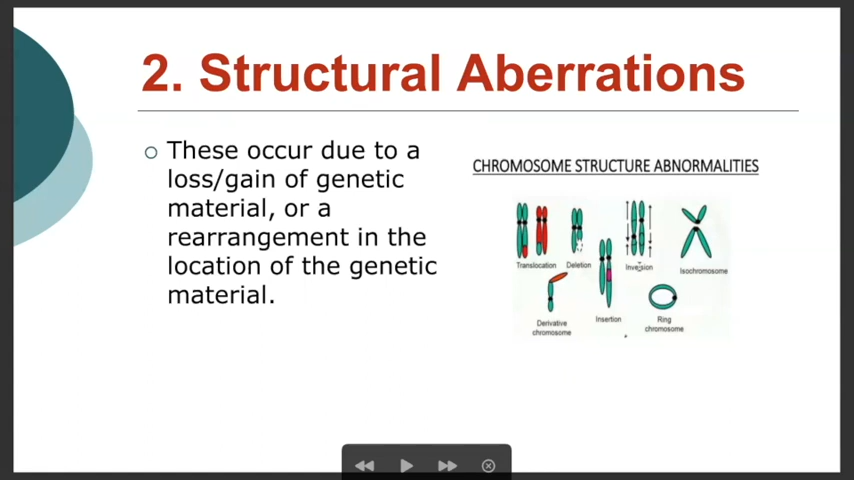 2. Structural Aberrations
These occur due to a
loss/gain of genetic
material, or a
rearrangement in the
location of the genetic
material.
CHROMOSOME STRUCTURE ABNORMALITIES
Translocation
Deletion
Inversion
Isochromosome
Derivative
chromosome
Insertion
Ring
chromosome